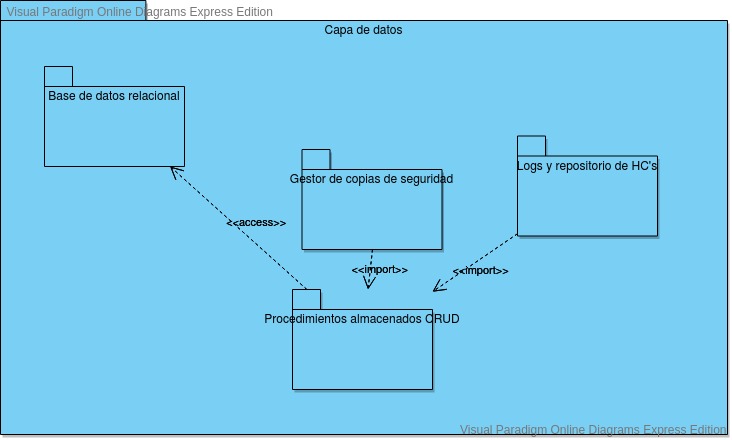 Visual Paradigm Online Diagrams Express Edition
Capa de datos
Base de datos relacional
Logs y repositorio de HC's
Gestor de copias de seguridad
<<access>>
<<import>>
<<import>>
Procedimientos almacenados CRUD
Visual Paradigm Online Diagrams Express Edition